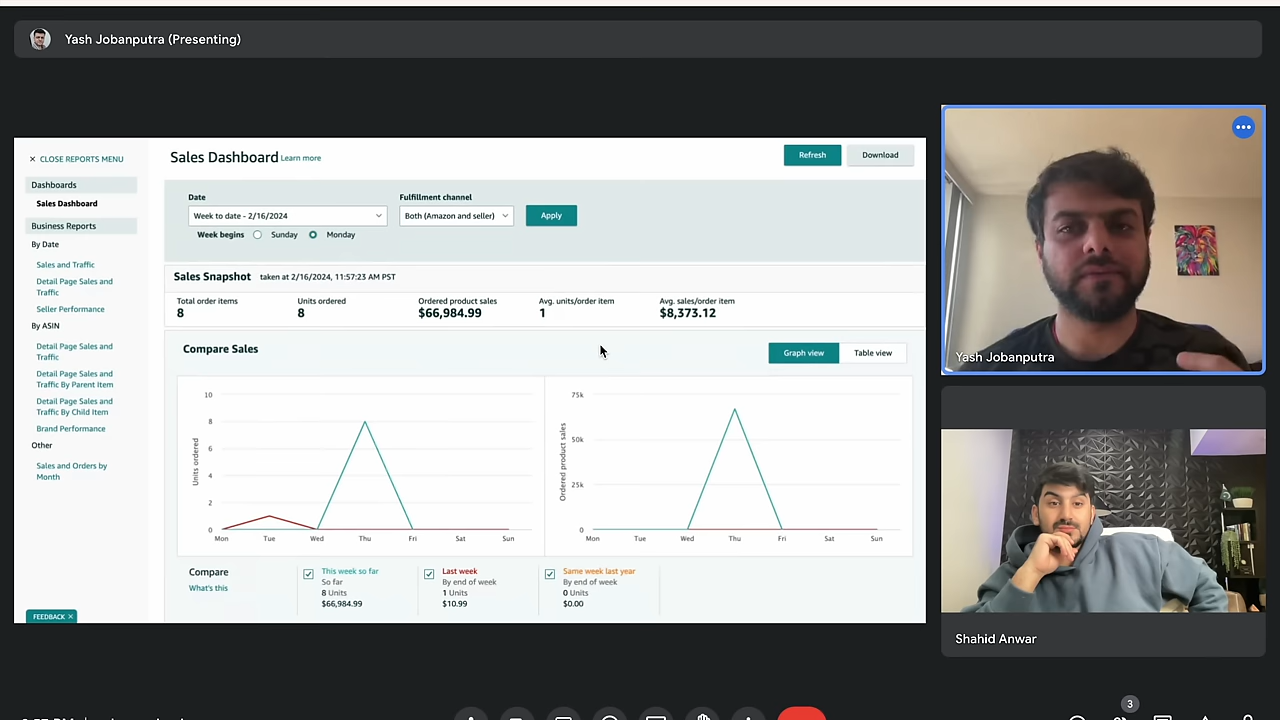 Yash Jobanputra (Presenting)
✕ CLOSE REPORTS MENU
Dashboards
Sales Dashboard
Business Reports
By Date
Sales and Traffic
Detail Page Sales and
Traffic
Seller Performance
By ASIN
Detail Page Sales and
Traffic
Detail Page Sales and
Traffic By Parent Item
Detail Page Sales and
Traffic By Child Item
Brand Performance
Other
Sales and Orders by
Month
FEEDBACK ✕
Sales Dashboard Learn more
Refresh Download
Date Fulfillment channel
Week to date - 2/16/2024 Both (Amazon and seller) Apply
Week begins Sunday Monday
Sales Snapshot taken at 2/16/2024, 11:57:23 AM PST
Total order items Units ordered Ordered product sales Avg. units/order item Avg. sales/order item
8 8 $66,984.99 1 $8,373.12
Compare Sales
Graph view Table view
Units ordered
10
8
6
4
2
0
Mon Tue Wed Thu Fri Sat Sun
Ordered product sales
75k
50k
25k
0
Mon Tue Wed Thu Fri Sat Sun
Compare
What's this
This week so far
So far
8 Units
$66,984.99
Last week
By end of week
1 Units
$10.99
Same week last year
By end of week
0 Units
$0.00
Yash Jobanputra
Shahid Anwar
3